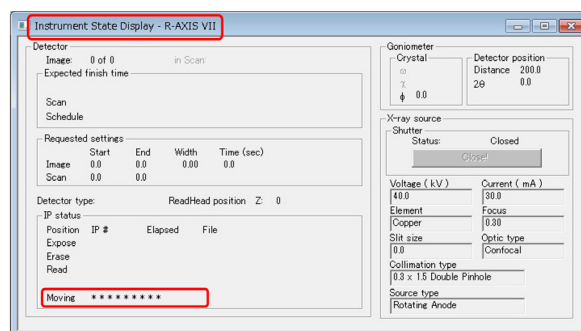 Instrument State Display - R-AXIS VII
Detector
Image: 0 of 0 in Scan:
Expected finish time
Scan
Schedule
Requested settings
Start End Width Time (sec)
Image 0.0 0.0 0.00 0.0
Scan 0.0 0.0
Detector type: ReadHead position Z: 0
IP status
Position IP # Elapsed File
Expose
Erase
Read
Moving * * * * * * * * *
Goniometer
Crystal
ω
χ
ϕ 0.0
Detector position
Distance 200.0
2θ 0.0
X-ray source
Shutter
Status: Closed
Close!
Voltage ( kV ) Current ( mA )
40.0 30.0
Element Focus
Copper 0.30
Slit size Optic type
0.0 Confocal
Collimation type
0.3 x 1.5 Double Pinhole
Source type
Rotating Anode